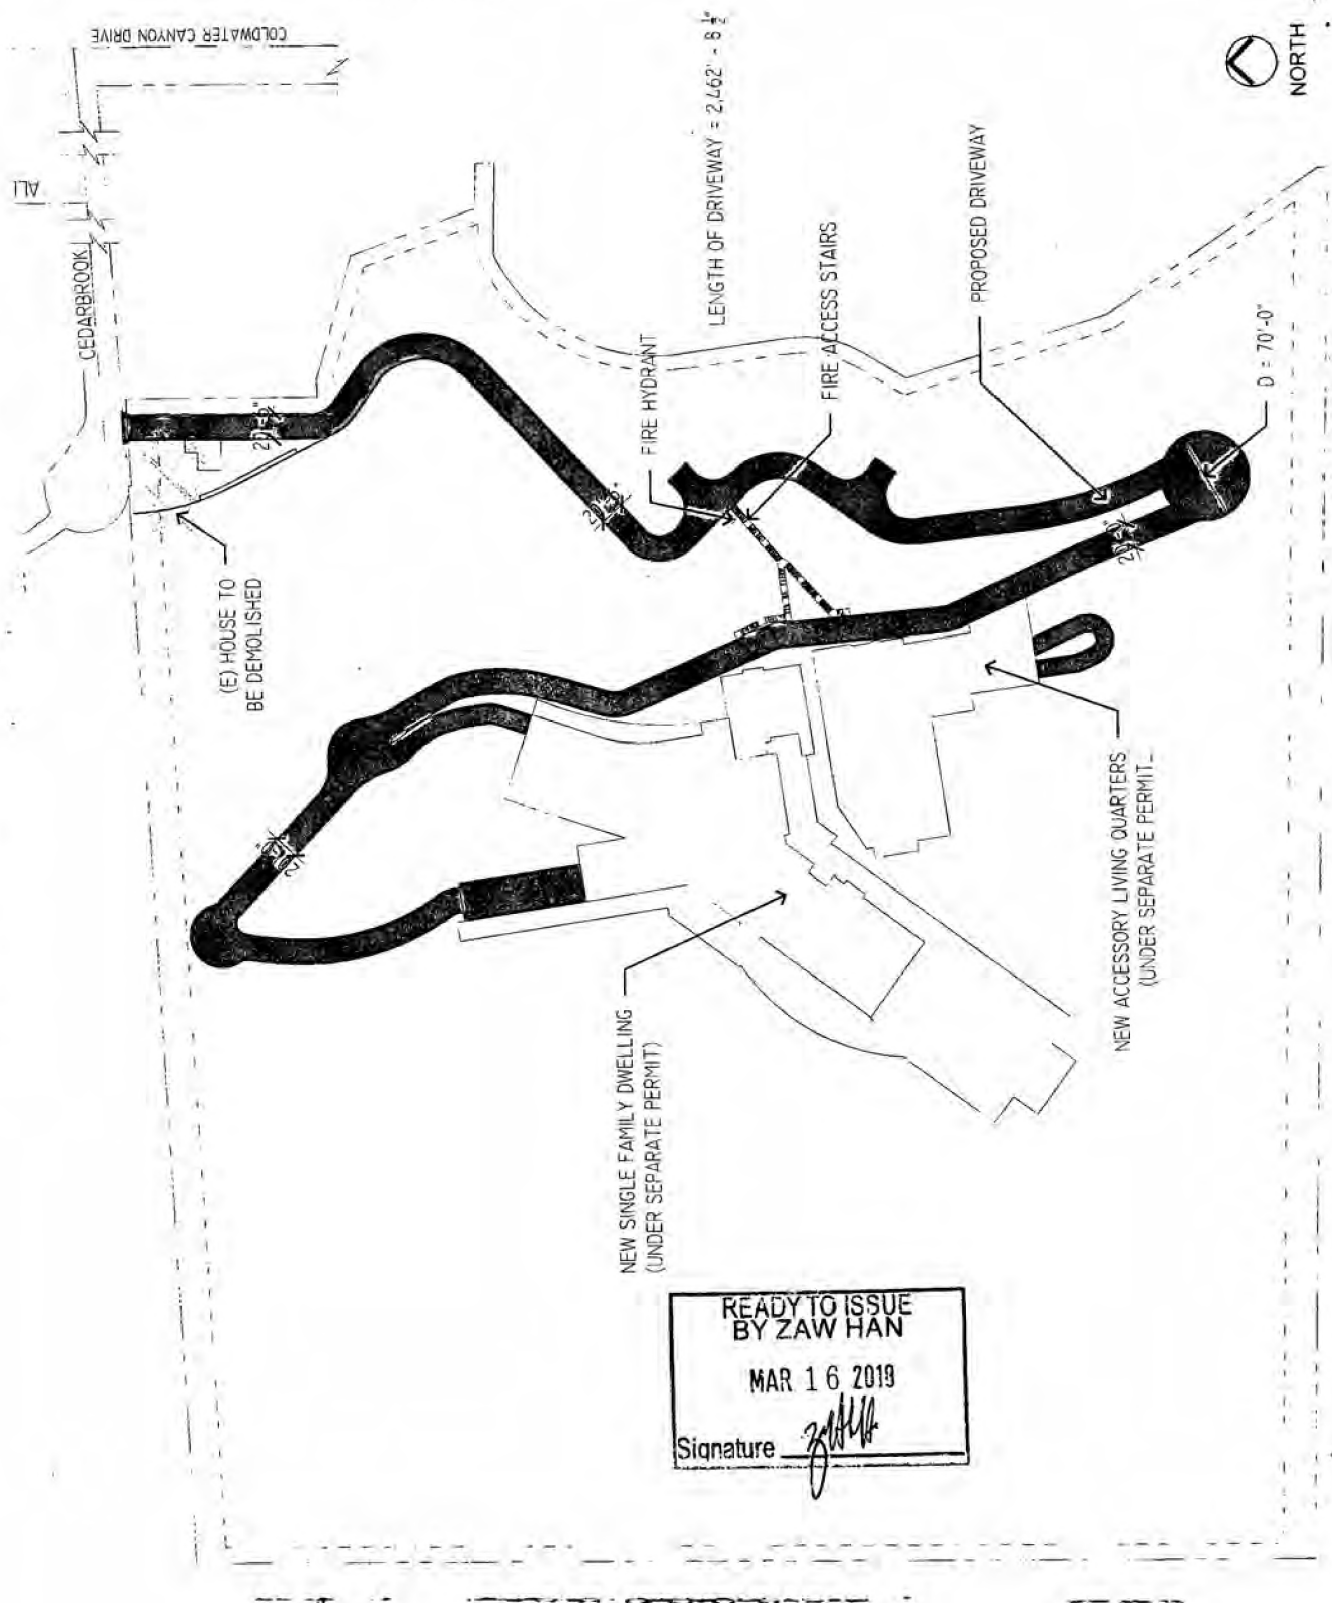 COLDWATER CANYON DRIVE
ALI
CEDARBROOK
NORTH
LENGTH OF DRIVEWAY = 2,462' - 8 ½"
FIRE HYDRANT
FIRE ACCESS STAIRS
PROPOSED DRIVEWAY
D = 70'-0"
(E) HOUSE TO
BE DEMOLISHED
NEW SINGLE FAMILY DWELLING
(UNDER SEPARATE PERMIT)
NEW ACCESSORY LIVING QUARTERS
(UNDER SEPARATE PERMIT
READY TO ISSUE
BY ZAW HAN
MAR 16 2019
Signature